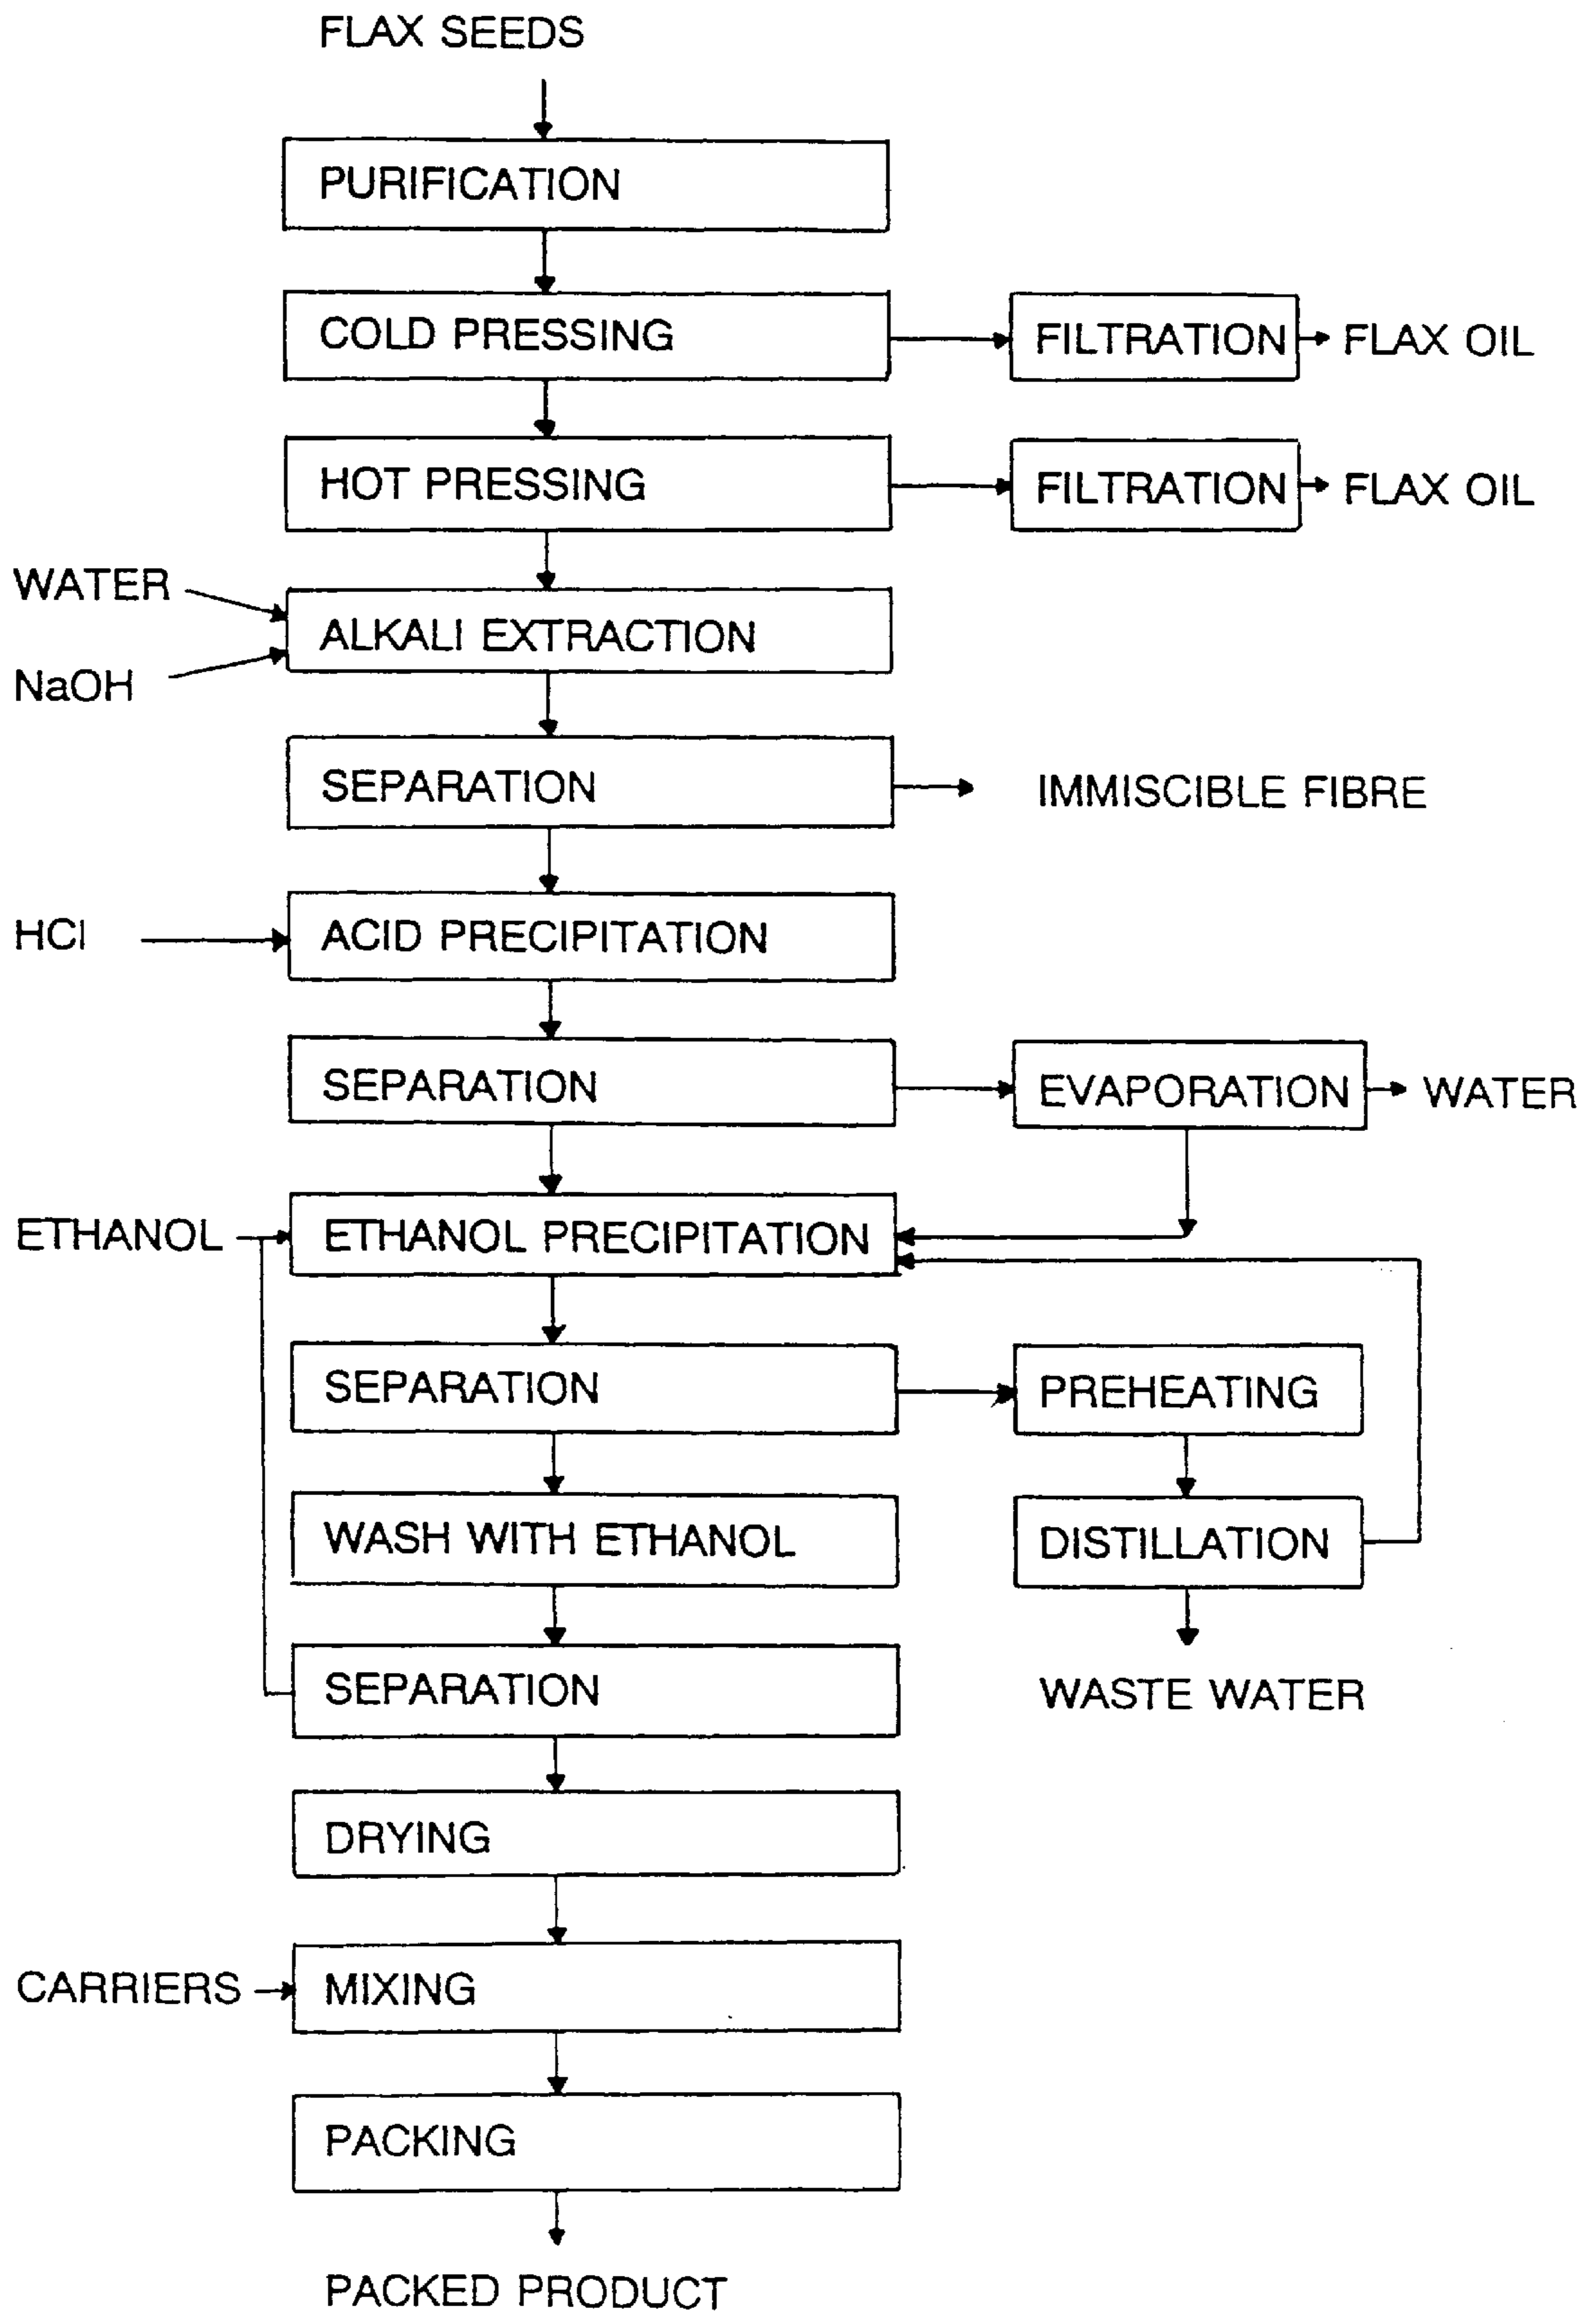 FLAX SEEDS
PURIFICATION
COLD PRESSING
FILTRATION
FLAX OIL
HOT PRESSING
FILTRATION
FLAX OIL
WATER
NaOH
ALKALI EXTRACTION
SEPARATION
IMMISCIBLE FIBRE
HCl
ACID PRECIPITATION
SEPARATION
EVAPORATION
WATER
ETHANOL
ETHANOL PRECIPITATION
SEPARATION
PREHEATING
WASH WITH ETHANOL
DISTILLATION
SEPARATION
WASTE WATER
DRYING
CARRIERS
MIXING
PACKING
PACKED PRODUCT